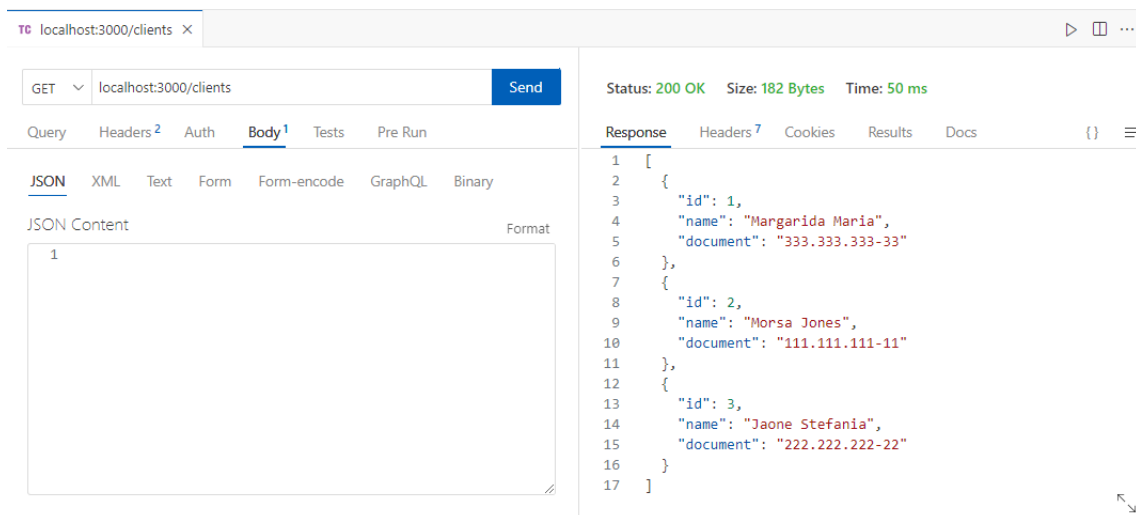 TC localhost:3000/clients ×
GET localhost:3000/clients Send
Query Headers 2 Auth Body 1 Tests Pre Run
JSON XML Text Form Form-encode GraphQL Binary
JSON Content Format
1
Status: 200 OK Size: 182 Bytes Time: 50 ms
Response Headers 7 Cookies Results Docs { }
1 [
2 {
3 "id": 1,
4 "name": "Margarida Maria",
5 "document": "333.333.333-33"
6 },
7 {
8 "id": 2,
9 "name": "Morsa Jones",
10 "document": "111.111.111-11"
11 },
12 {
13 "id": 3,
14 "name": "Jaone Stefania",
15 "document": "222.222.222-22"
16 }
17 ]